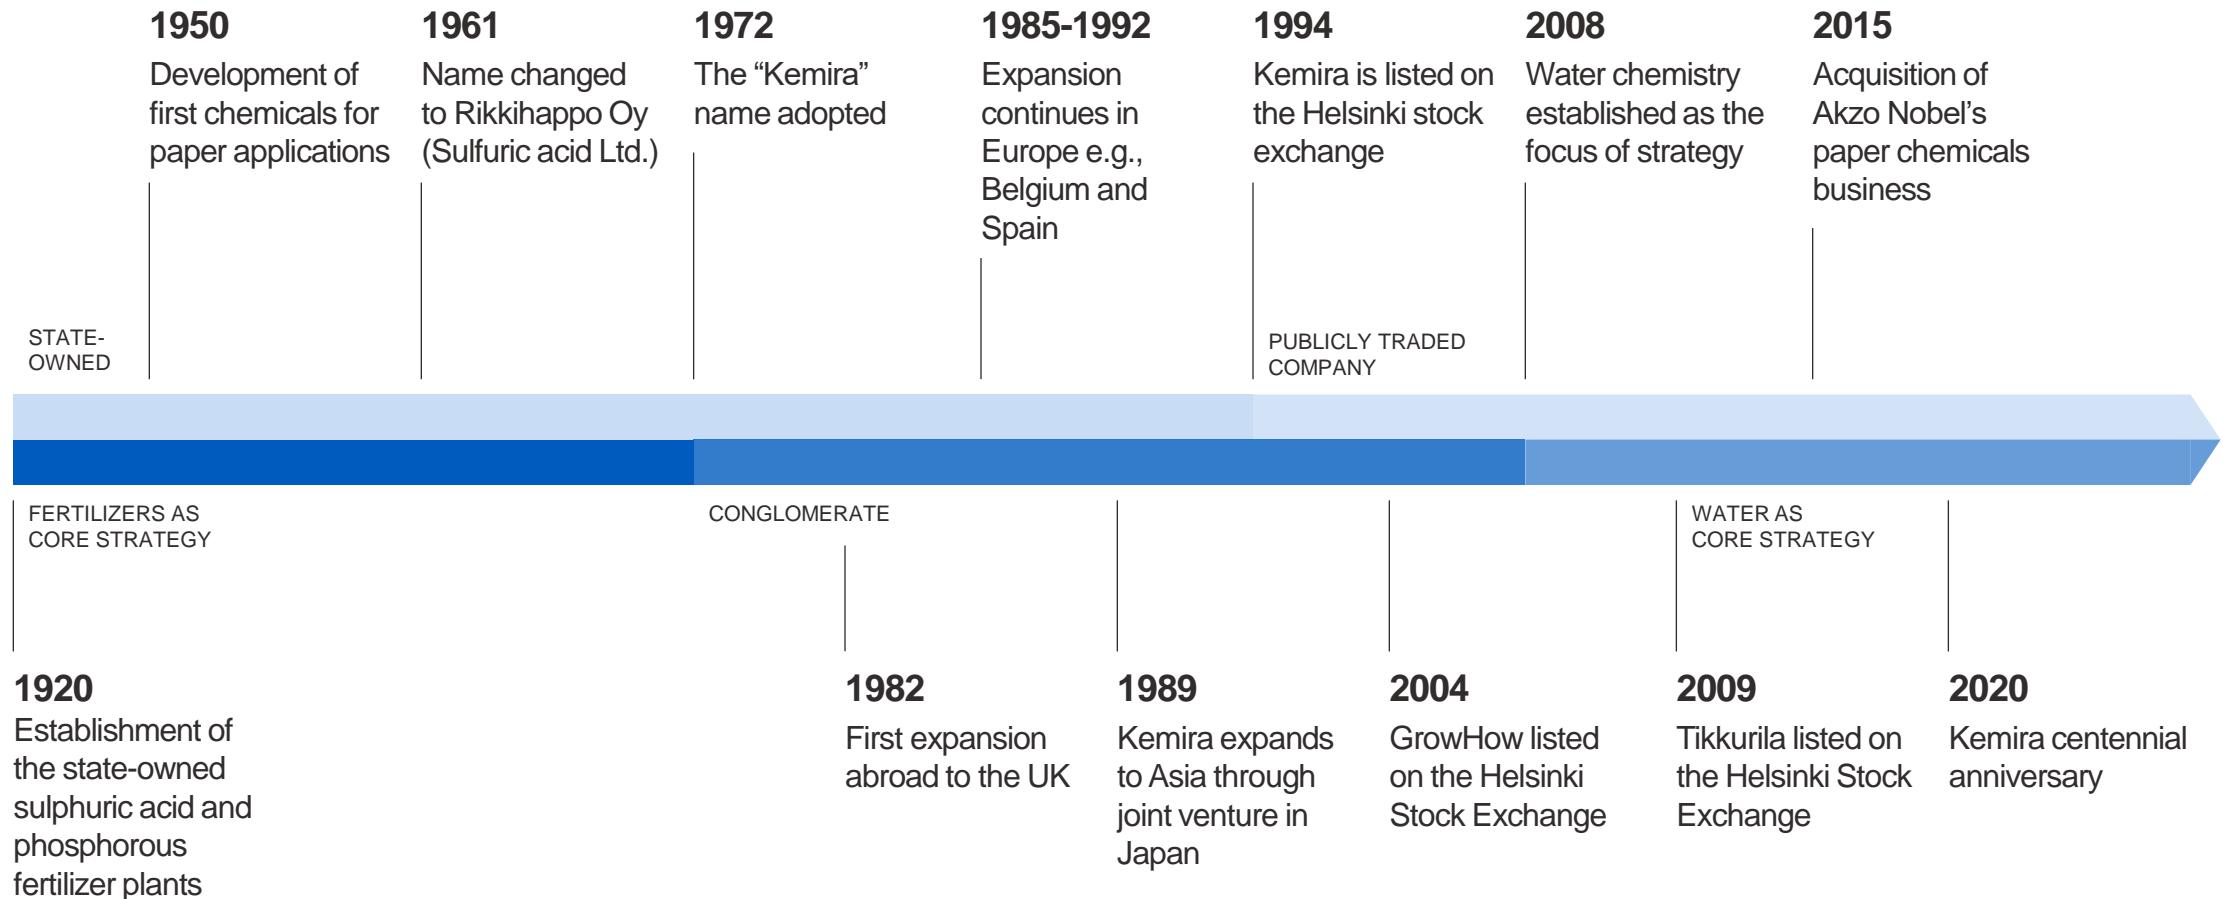 1950
Development of
first chemicals for
paper applications
1961
Name changed
to Rikkihappo Oy
(Sulfuric acid Ltd.)
1972
The “Kemira”
name adopted
1985-1992
Expansion
continues in
Europe e.g.,
Belgium and
Spain
1994
Kemira is listed on
the Helsinki stock
exchange
2008
Water chemistry
established as the
focus of strategy
2015
Acquisition of
Akzo Nobel’s
paper chemicals
business
STATE-
OWNED
PUBLICLY TRADED
COMPANY
FERTILIZERS AS
CORE STRATEGY
CONGLOMERATE
WATER AS
CORE STRATEGY
1920
Establishment of
the state-owned
sulphuric acid and
phosphorous
fertilizer plants
1982
First expansion
abroad to the UK
1989
Kemira expands
to Asia through
joint venture in
Japan
2004
GrowHow listed
on the Helsinki
Stock Exchange
2009
Tikkurila listed on
the Helsinki Stock
Exchange
2020
Kemira centennial
anniversary